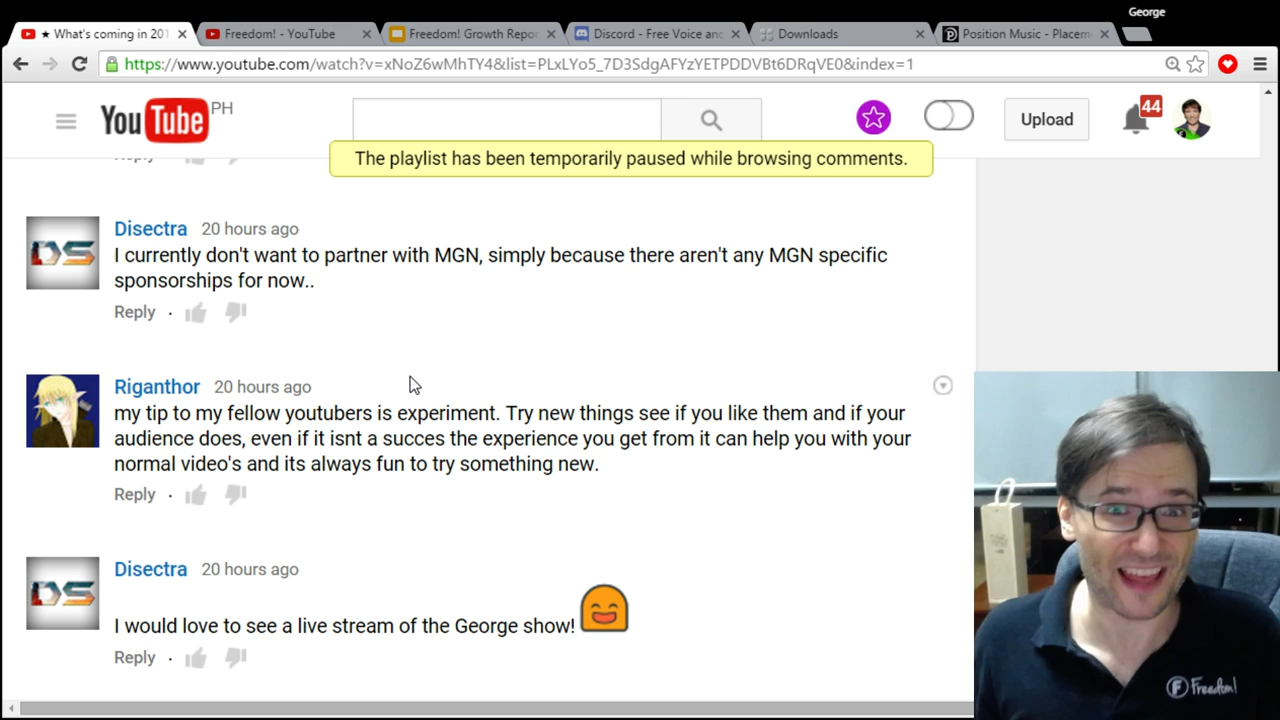 George
★ What's coming in 201
Freedom! - YouTube
Freedom! Growth Repor
Discord - Free Voice and
Downloads
Position Music - Placem
https://www.youtube.com/watch?v=xNoZ6wMhTY4&list=PLxLYo5_7D3SdgAFYzYETPDDVBt6DRqVE0&index=1
YouTube PH
Upload
44
The playlist has been temporarily paused while browsing comments.
Reply
Disectra 20 hours ago
I currently don't want to partner with MGN, simply because there aren't any MGN specific
sponsorships for now..
Reply
Riganthor 20 hours ago
my tip to my fellow youtubers is experiment. Try new things see if you like them and if your
audience does, even if it isnt a succes the experience you get from it can help you with your
normal video's and its always fun to try something new.
Reply
Disectra 20 hours ago
I would love to see a live stream of the George show!
Reply
DS
DS
F Freedom!